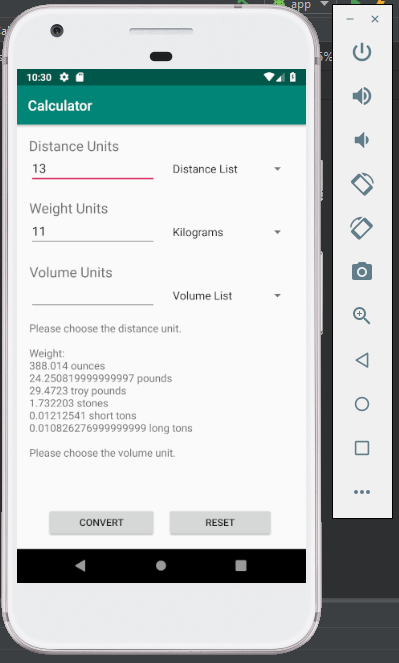 app
10:30
5%
Calculator
Distance Units
13 Distance List
Weight Units
11 Kilograms
Volume Units
Volume List
Please choose the distance unit.
Weight:
388.014 ounces
24.250819999999997 pounds
29.4723 troy pounds
1.732203 stones
0.01212541 short tons
0.010826276999999999 long tons
Please choose the volume unit.
CONVERT RESET